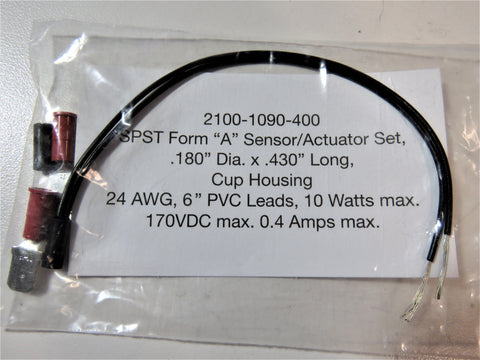 2100-1090-400
SPST Form “A” Sensor/Actuator Set,
.180” Dia. x .430” Long,
Cup Housing
24 AWG, 6” PVC Leads, 10 Watts max.
170VDC max. 0.4 Amps max.